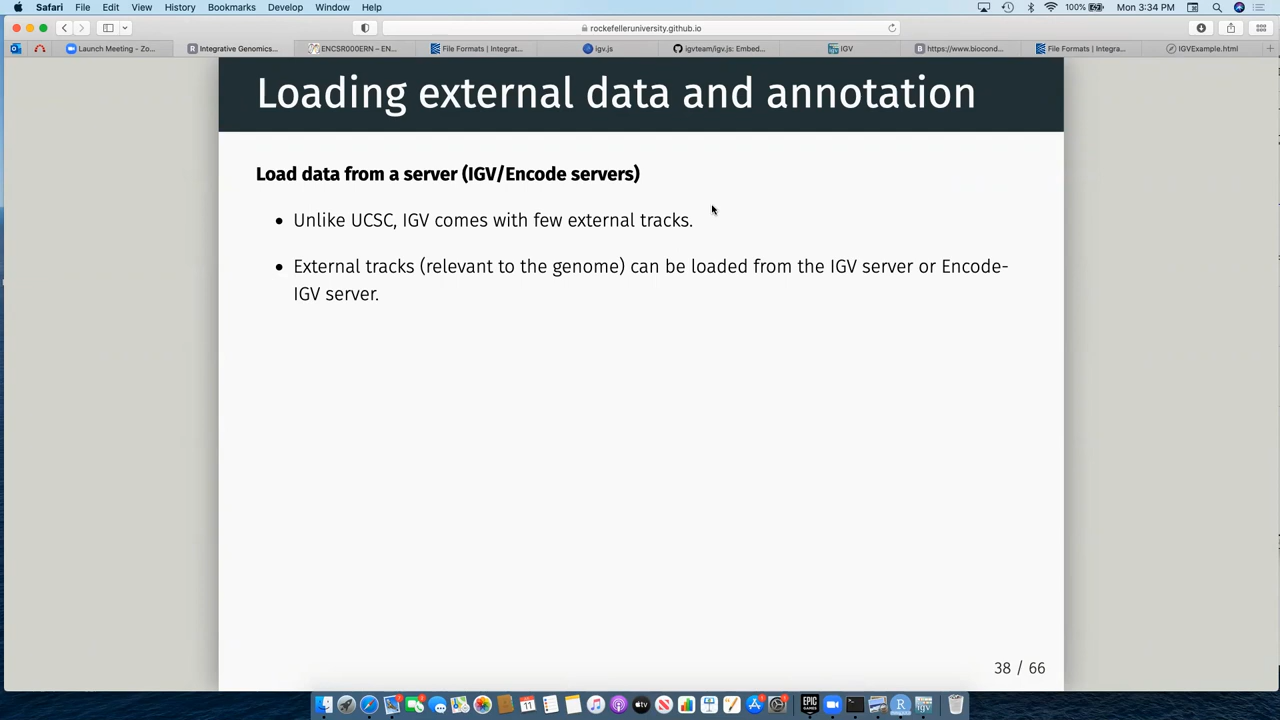 Safari File Edit View History Bookmarks Develop Window Help 100% Mon 3:34 PM
rockefelleruniversity.github.io
Launch Meeting - Zo... Integrative Genomics... ENCSR000ERN – EN... File Formats | Integrat... igv.js igvteam/igv.js: Embed... IGV https://www.biocond... File Formats | Integra... IGVExample.html
Loading external data and annotation
Load data from a server (IGV/Encode servers)
• Unlike UCSC, IGV comes with few external tracks.
• External tracks (relevant to the genome) can be loaded from the IGV server or Encode-
IGV server.
38 / 66
EPIC
GAMES